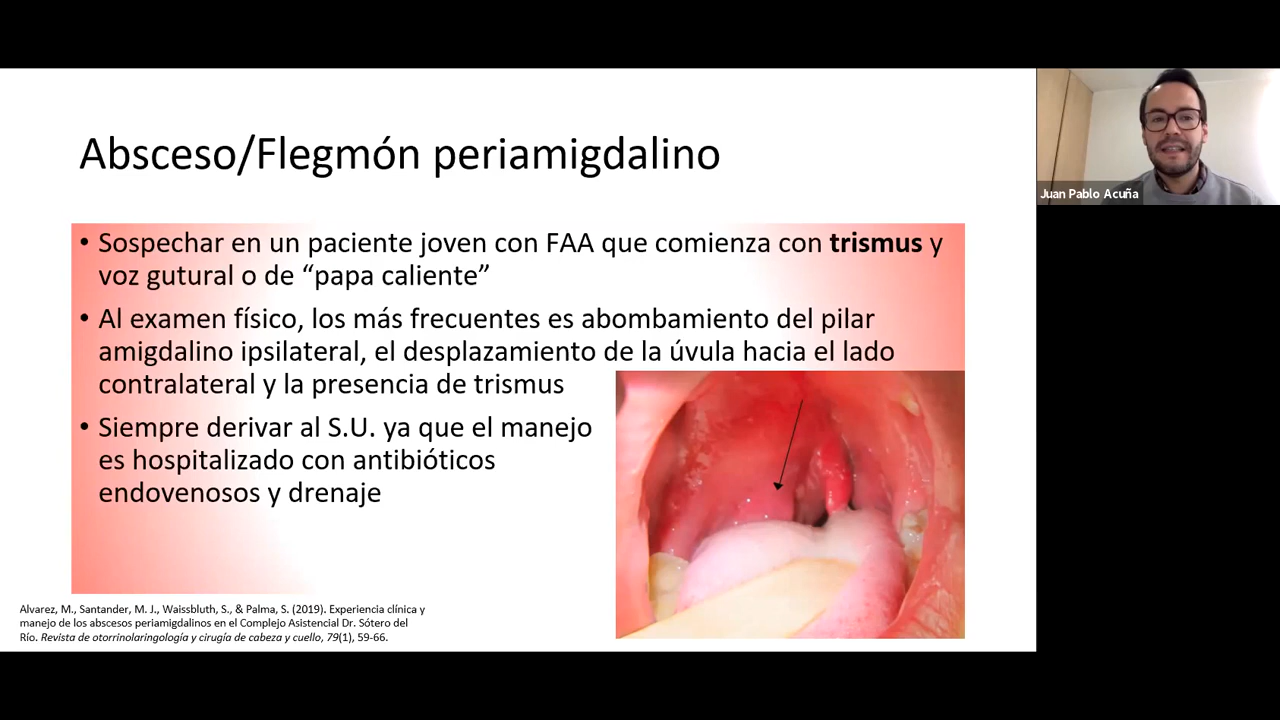 Absceso/Flegmón periamigdalino
• Sospechar en un paciente joven con FAA que comienza con trismus y
voz gutural o de “papa caliente”
• Al examen físico, los más frecuentes es abombamiento del pilar
amigdalino ipsilateral, el desplazamiento de la úvula hacia el lado
contralateral y la presencia de trismus
• Siempre derivar al S.U. ya que el manejo
es hospitalizado con antibióticos
endovenosos y drenaje
Alvarez, M., Santander, M. J., Waissbluth, S., & Palma, S. (2019). Experiencia clínica y
manejo de los abscesos periamigdalinos en el Complejo Asistencial Dr. Sótero del
Río. Revista de otorrinolaringología y cirugía de cabeza y cuello, 79(1), 59-66.
Juan Pablo Acuña